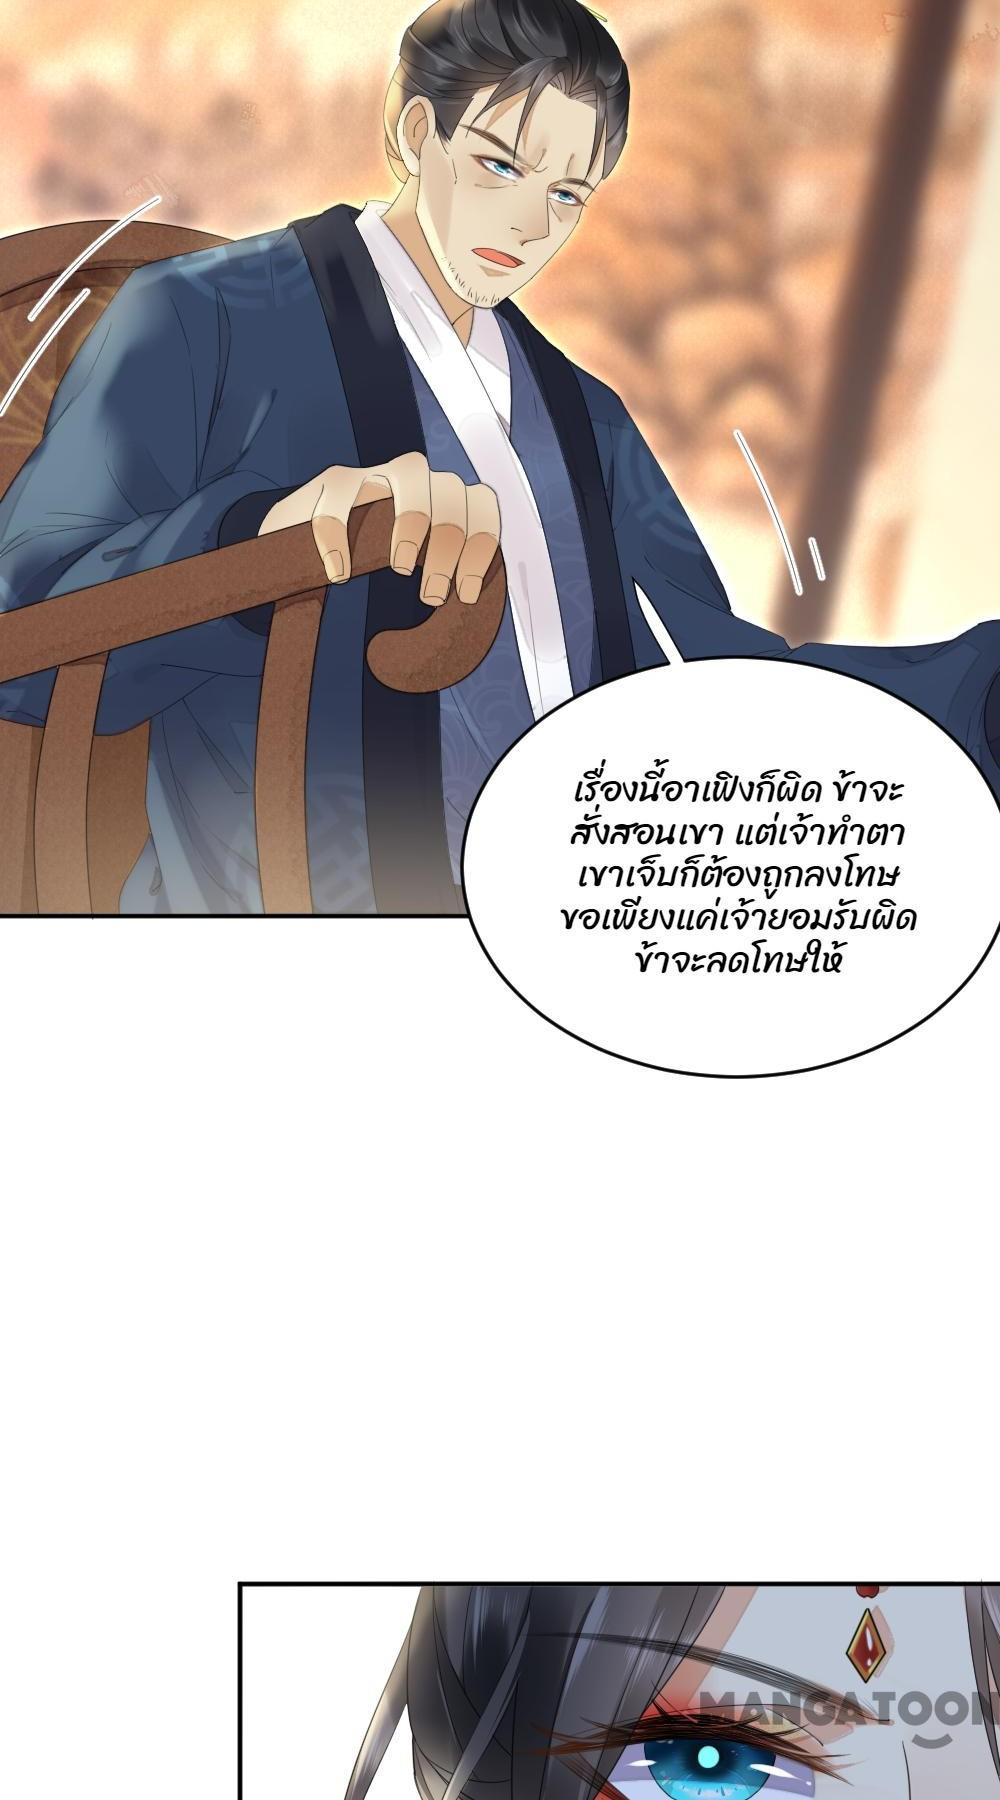 เรื่องนี้อาเฟิงก็ผิด ข้าจะ
สั่งสอนเขา แต่เจ้าทำตา
เขาเจ็บก็ต้องถูกลงโทษ
ขอเพียงแค่เจ้ายอมรับผิด
ข้าจะลดโทษให้
MANGATOON